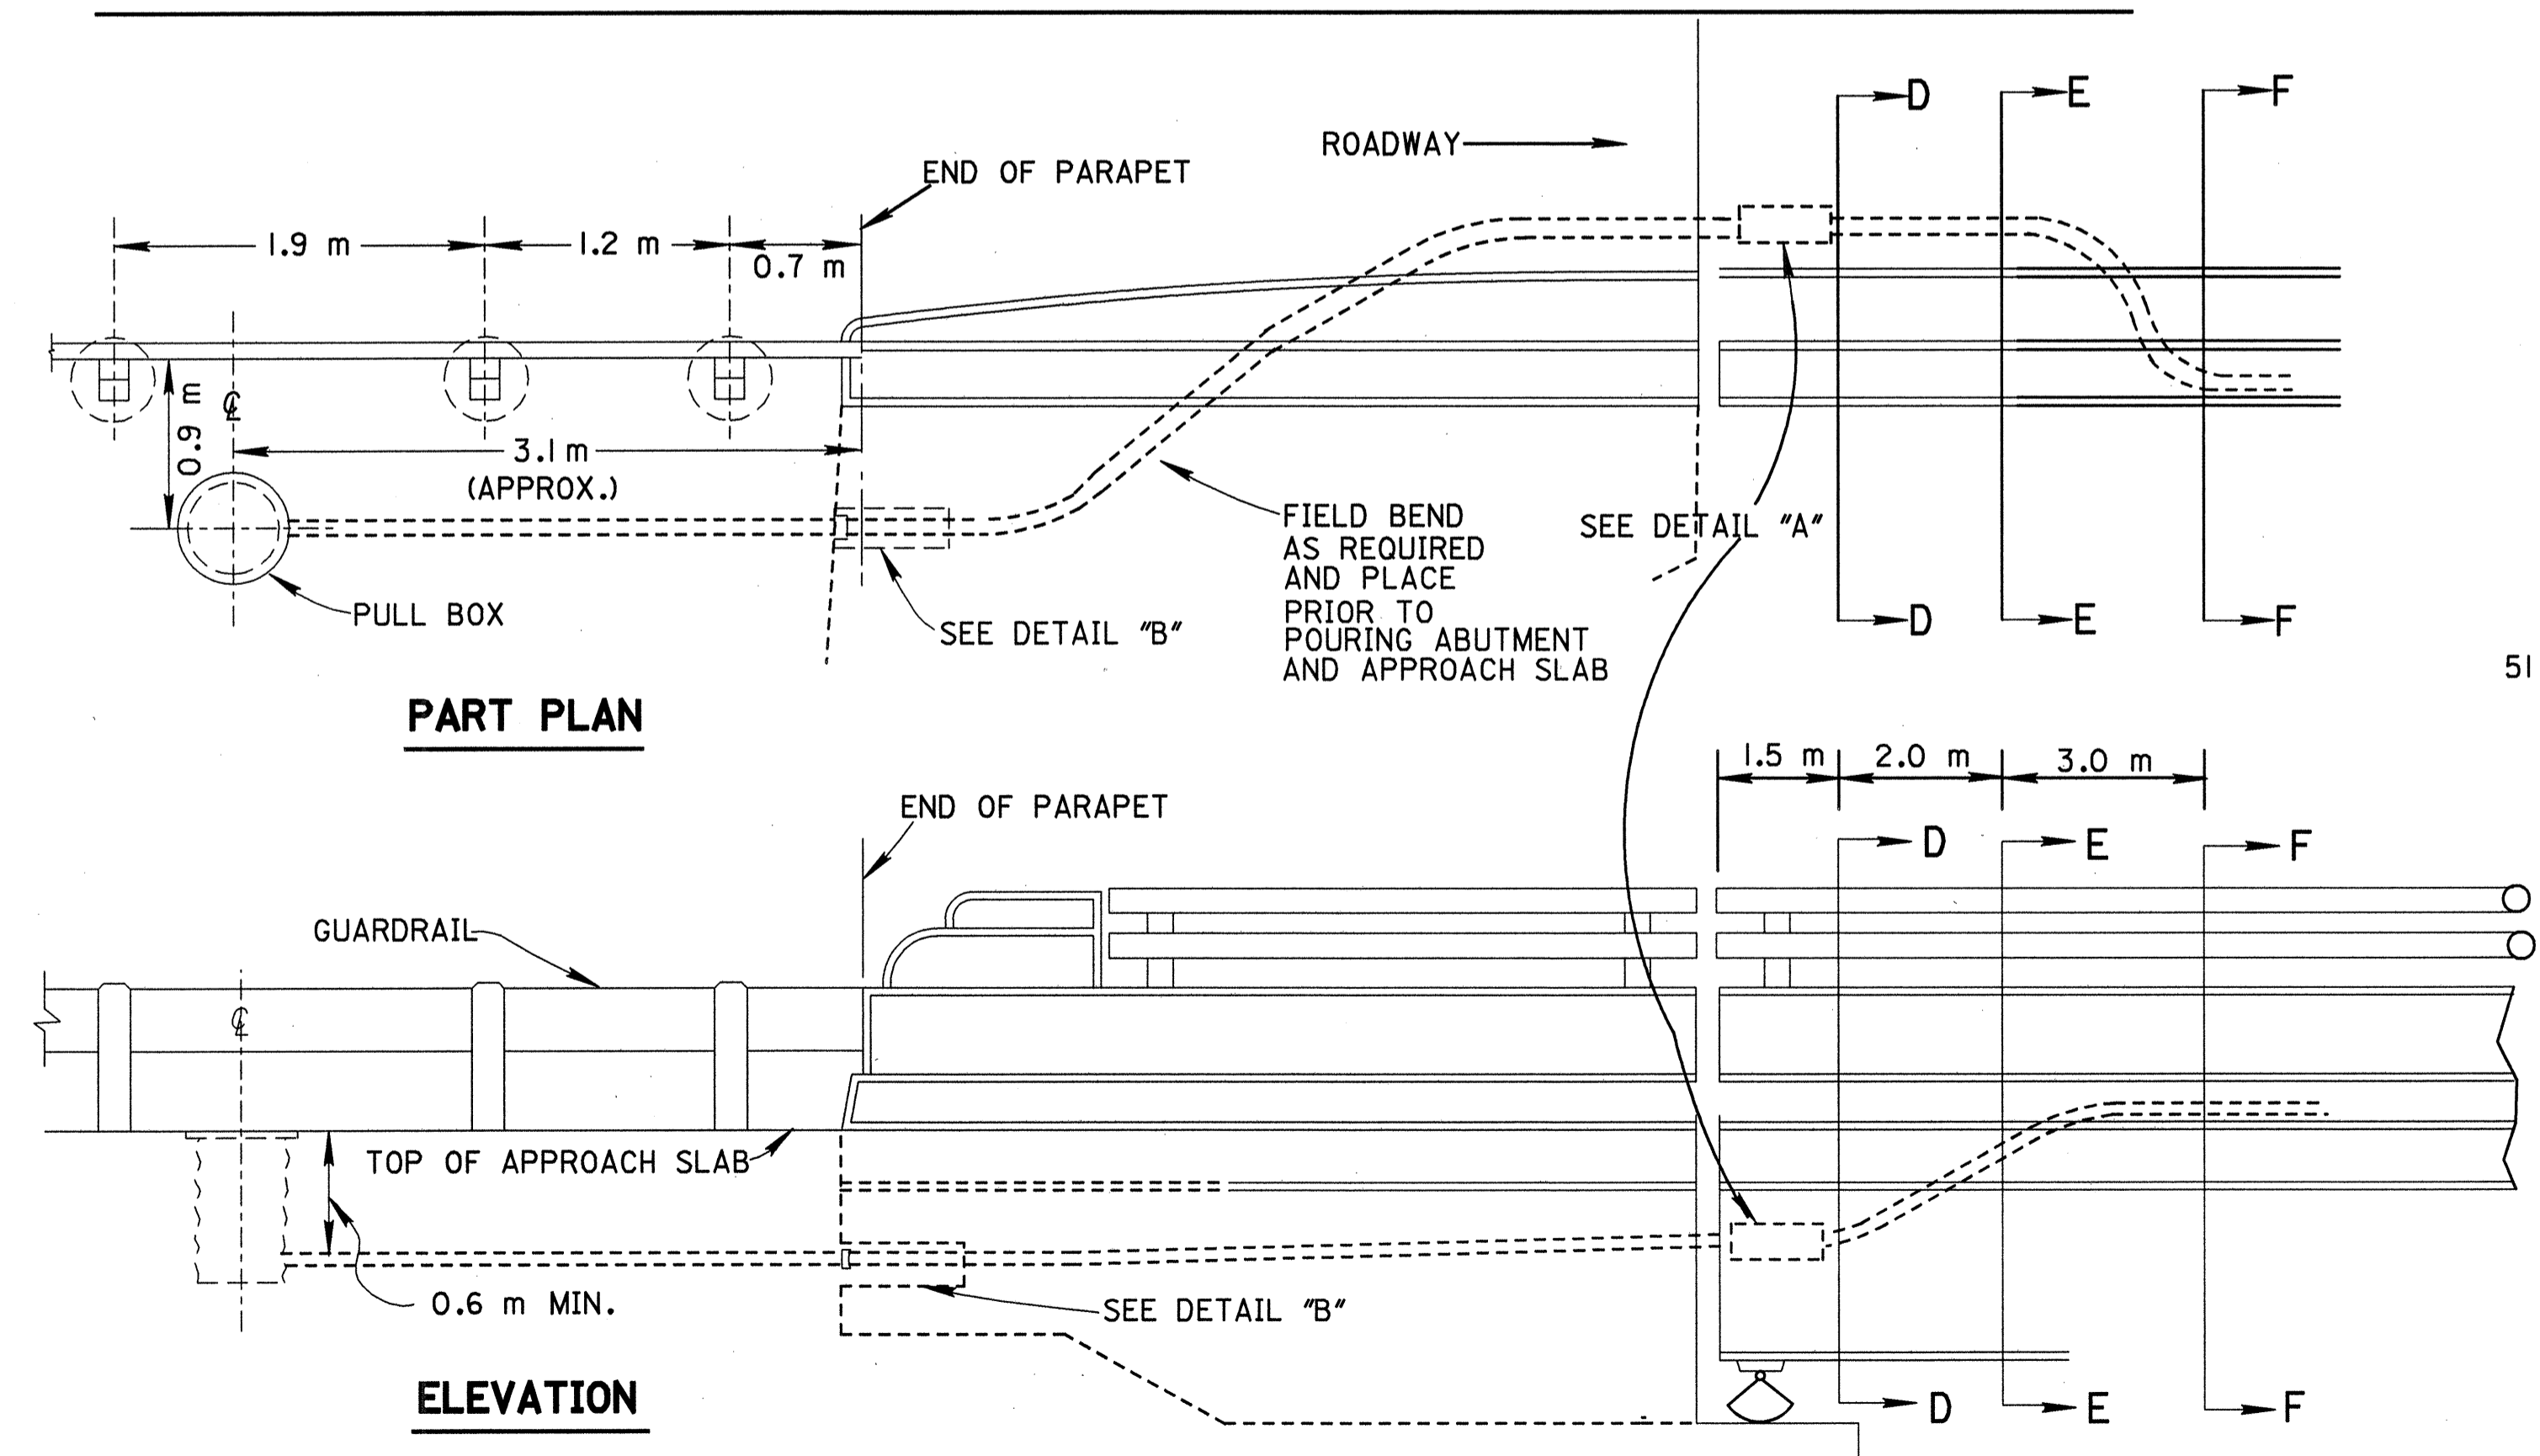 D
E
F
ROADWAY
END OF PARAPET
1.9 m
1.2 m
0.7 m
0.9 m
℄
3.1 m
(APPROX.)
FIELD BEND
AS REQUIRED
AND PLACE
PRIOR TO
POURING ABUTMENT
AND APPROACH SLAB
SEE DETAIL "A"
PULL BOX
SEE DETAIL "B"
D
E
F
51
PART PLAN
1.5 m
2.0 m
3.0 m
END OF PARAPET
D
E
F
GUARDRAIL
℄
TOP OF APPROACH SLAB
0.6 m MIN.
SEE DETAIL "B"
ELEVATION
D
E
F